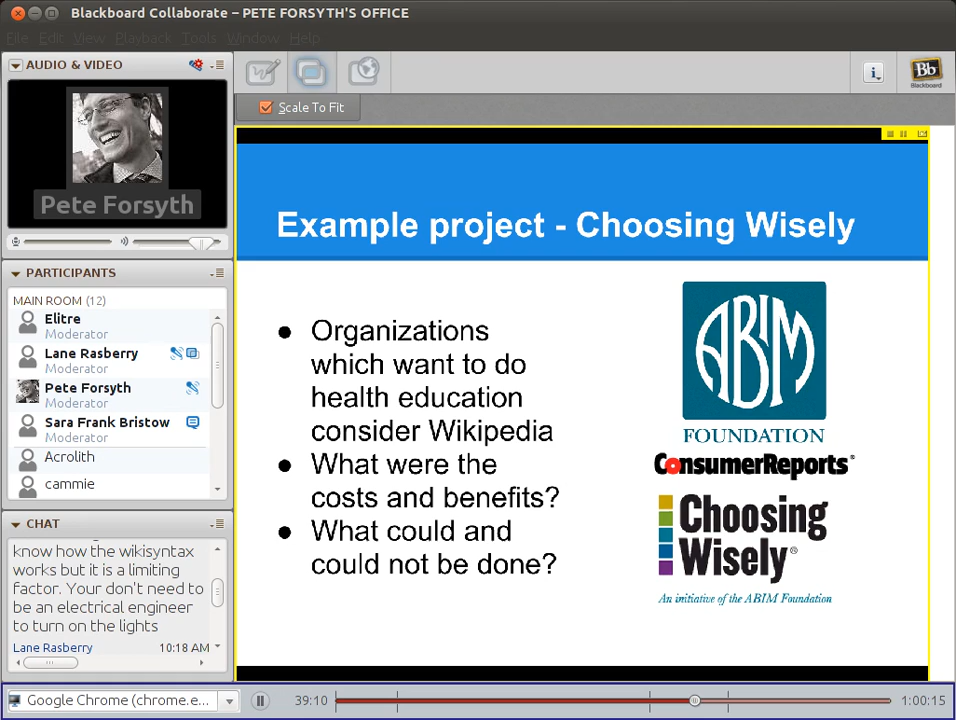 Blackboard Collaborate – PETE FORSYTH'S OFFICE
File Edit View Playback Tools Window Help
AUDIO & VIDEO
Pete Forsyth
Scale To Fit
Bb
Blackboard
PARTICIPANTS
MAIN ROOM (12)
Elitre
Moderator
Lane Rasberry
Moderator
Pete Forsyth
Moderator
Sara Frank Bristow
Moderator
Acrolith
cammie
CHAT
know how the wikisyntax
works but it is a limiting
factor. Your don't need to
be an electrical engineer
to turn on the lights
Lane Rasberry 10:18 AM
Example project - Choosing Wisely
● Organizations
which want to do
health education
consider Wikipedia
● What were the
costs and benefits?
● What could and
could not be done?
ABIM
FOUNDATION
ConsumerReports®
Choosing
Wisely®
An initiative of the ABIM Foundation
Google Chrome (chrome.e...
39:10
1:00:15